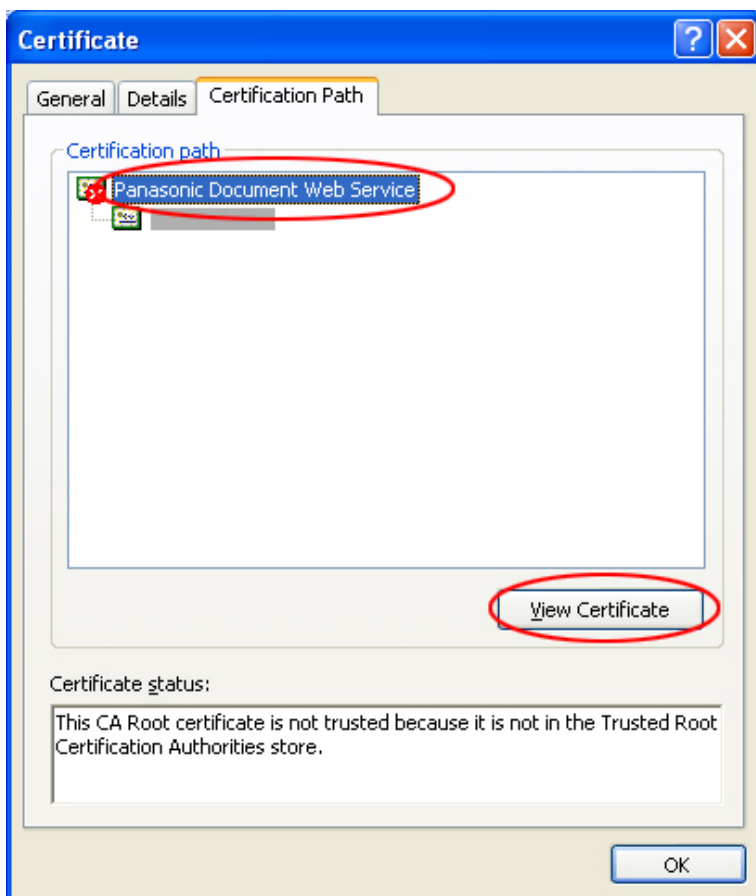 Certificate
General Details Certification Path
Certification path
Panasonic Document Web Service
View Certificate
Certificate status:
This CA Root certificate is not trusted because it is not in the Trusted Root
Certification Authorities store.
OK